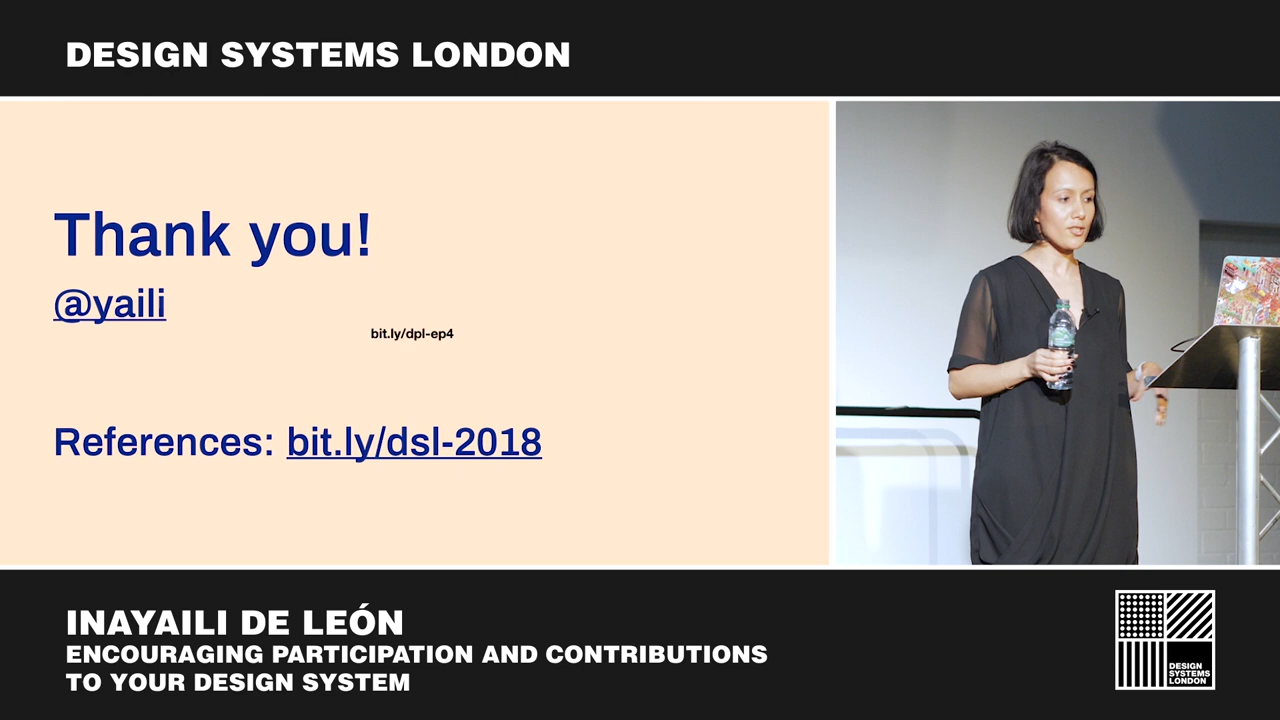 DESIGN SYSTEMS LONDON
Thank you!
@yaili
bit.ly/dpl-ep4
References: bit.ly/dsl-2018
INAYAILI DE LEÓN
ENCOURAGING PARTICIPATION AND CONTRIBUTIONS
TO YOUR DESIGN SYSTEM
DESIGN
SYSTEMS
LONDON